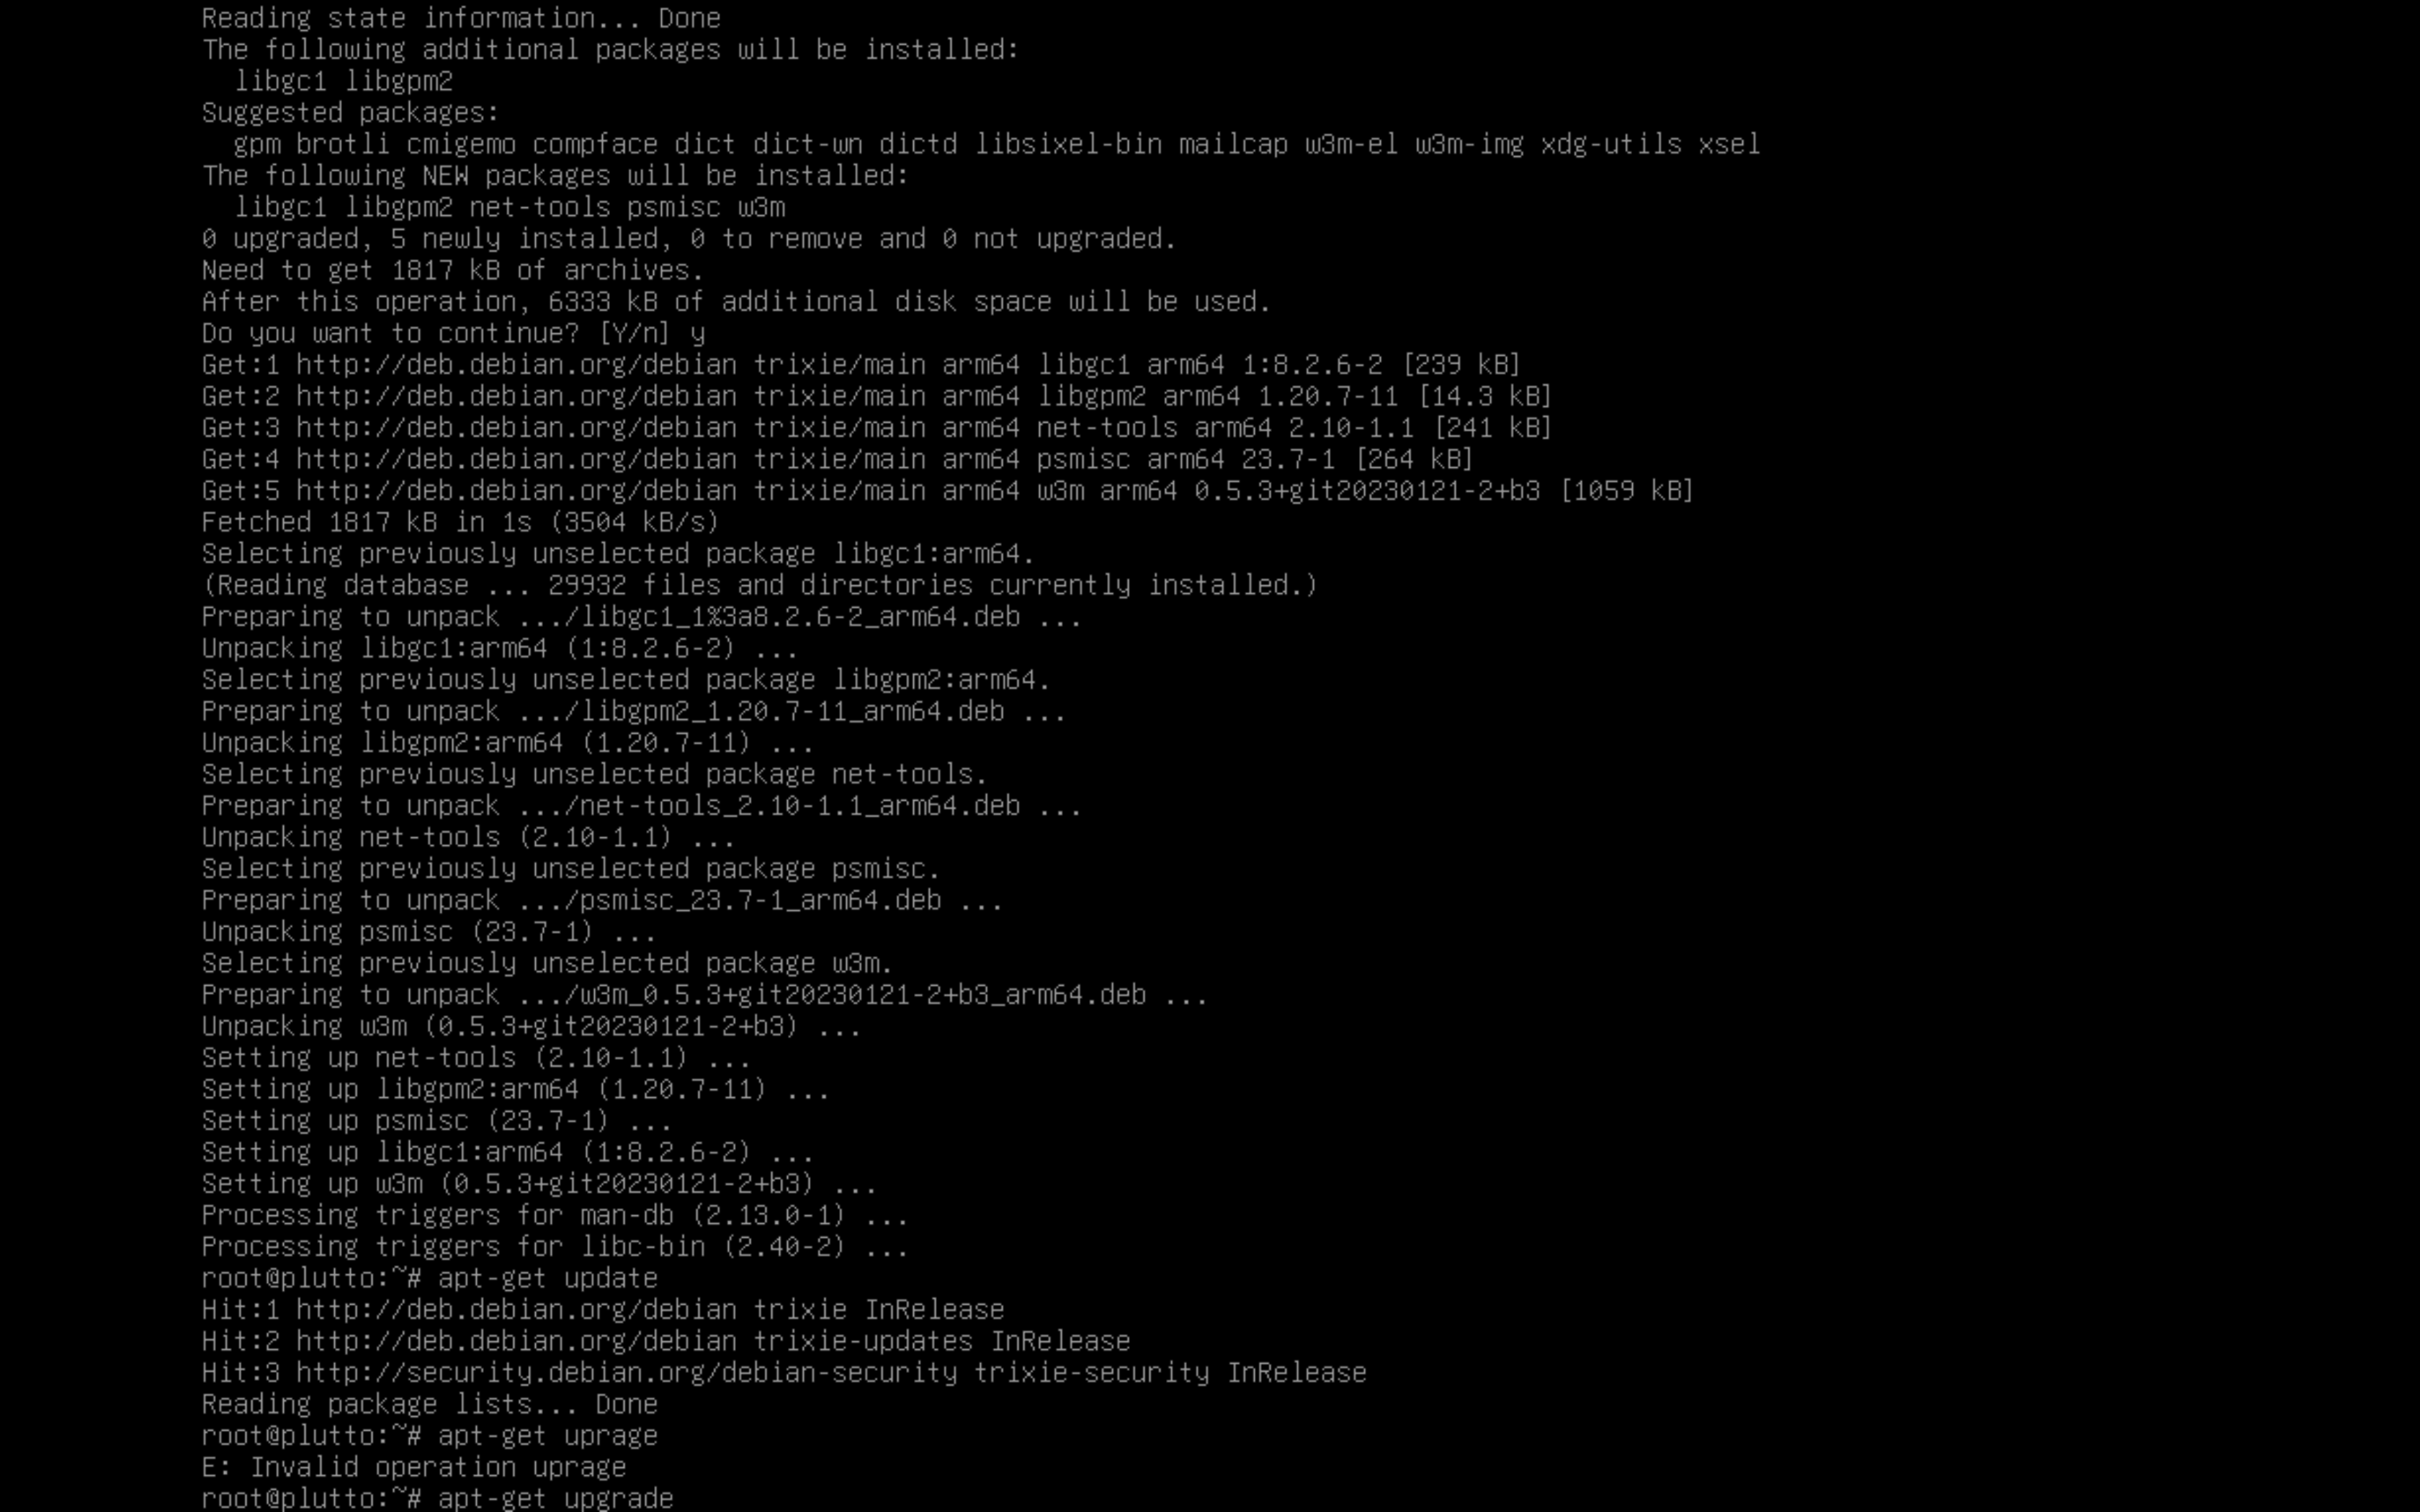 Reading state information... Done
The following additional packages will be installed:
  libgc1 libgpm2
Suggested packages:
  gpm brotli cmigemo compface dict dict-wn dictd libsixel-bin mailcap w3m-el w3m-img xdg-utils xsel
The following NEW packages will be installed:
  libgc1 libgpm2 net-tools psmisc w3m
0 upgraded, 5 newly installed, 0 to remove and 0 not upgraded.
Need to get 1817 kB of archives.
After this operation, 6333 kB of additional disk space will be used.
Do you want to continue? [Y/n] y
Get:1 http://deb.debian.org/debian trixie/main arm64 libgc1 arm64 1:8.2.6-2 [239 kB]
Get:2 http://deb.debian.org/debian trixie/main arm64 libgpm2 arm64 1.20.7-11 [14.3 kB]
Get:3 http://deb.debian.org/debian trixie/main arm64 net-tools arm64 2.10-1.1 [241 kB]
Get:4 http://deb.debian.org/debian trixie/main arm64 psmisc arm64 23.7-1 [264 kB]
Get:5 http://deb.debian.org/debian trixie/main arm64 w3m arm64 0.5.3+git20230121-2+b3 [1059 kB]
Fetched 1817 kB in 1s (3504 kB/s)
Selecting previously unselected package libgc1:arm64.
(Reading database ... 29932 files and directories currently installed.)
Preparing to unpack .../libgc1_1%3a8.2.6-2_arm64.deb ...
Unpacking libgc1:arm64 (1:8.2.6-2) ...
Selecting previously unselected package libgpm2:arm64.
Preparing to unpack .../libgpm2_1.20.7-11_arm64.deb ...
Unpacking libgpm2:arm64 (1.20.7-11) ...
Selecting previously unselected package net-tools.
Preparing to unpack .../net-tools_2.10-1.1_arm64.deb ...
Unpacking net-tools (2.10-1.1) ...
Selecting previously unselected package psmisc.
Preparing to unpack .../psmisc_23.7-1_arm64.deb ...
Unpacking psmisc (23.7-1) ...
Selecting previously unselected package w3m.
Preparing to unpack .../w3m_0.5.3+git20230121-2+b3_arm64.deb ...
Unpacking w3m (0.5.3+git20230121-2+b3) ...
Setting up net-tools (2.10-1.1) ...
Setting up libgpm2:arm64 (1.20.7-11) ...
Setting up psmisc (23.7-1) ...
Setting up libgc1:arm64 (1:8.2.6-2) ...
Setting up w3m (0.5.3+git20230121-2+b3) ...
Processing triggers for man-db (2.13.0-1) ...
Processing triggers for libc-bin (2.40-2) ...
root@plutto:~# apt-get update
Hit:1 http://deb.debian.org/debian trixie InRelease
Hit:2 http://deb.debian.org/debian trixie-updates InRelease
Hit:3 http://security.debian.org/debian-security trixie-security InRelease
Reading package lists... Done
root@plutto:~# apt-get uprage
E: Invalid operation uprage
root@plutto:~# apt-get upgrade